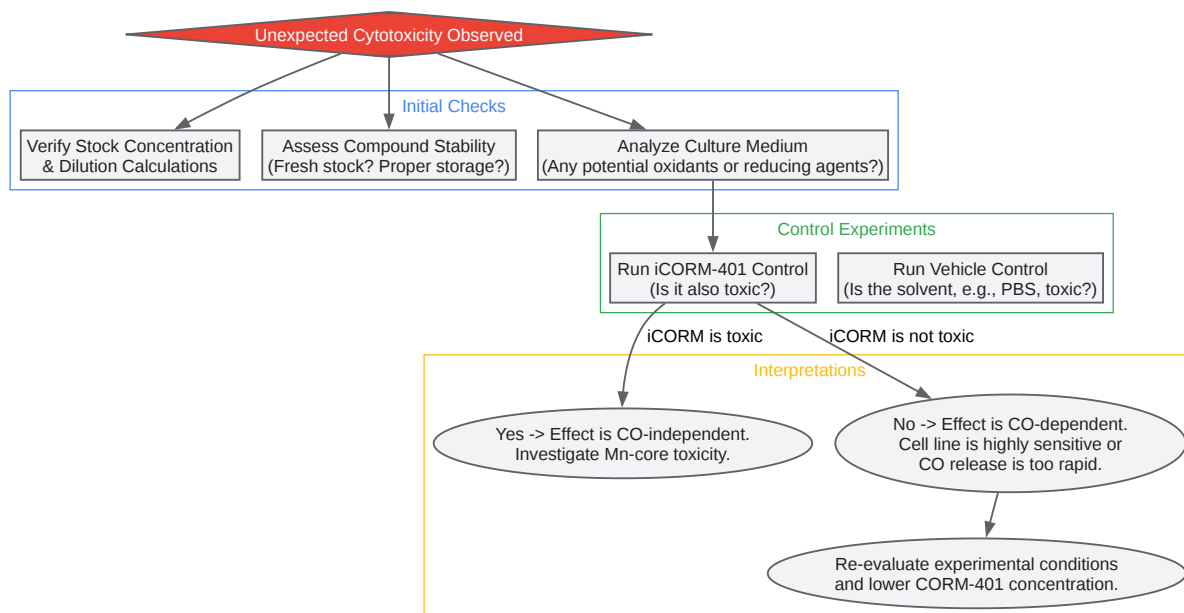 Unexpected Cytotoxicity Observed
Initial Checks
Verify Stock Concentration
& Dilution Calculations
Assess Compound Stability
(Fresh stock? Proper storage?)
Analyze Culture Medium
(Any potential oxidants or reducing agents?)
Control Experiments
Run iCORM-401 Control
(Is it also toxic?)
Run Vehicle Control
(Is the solvent, e.g., PBS, toxic?)
iCORM is toxic
iCORM is not toxic
Interpretations
Yes -> Effect is CO-independent.
Investigate Mn-core toxicity.
No -> Effect is CO-dependent.
Cell line is highly sensitive or
CO release is too rapid.
Re-evaluate experimental conditions
and lower CORM-401 concentration.